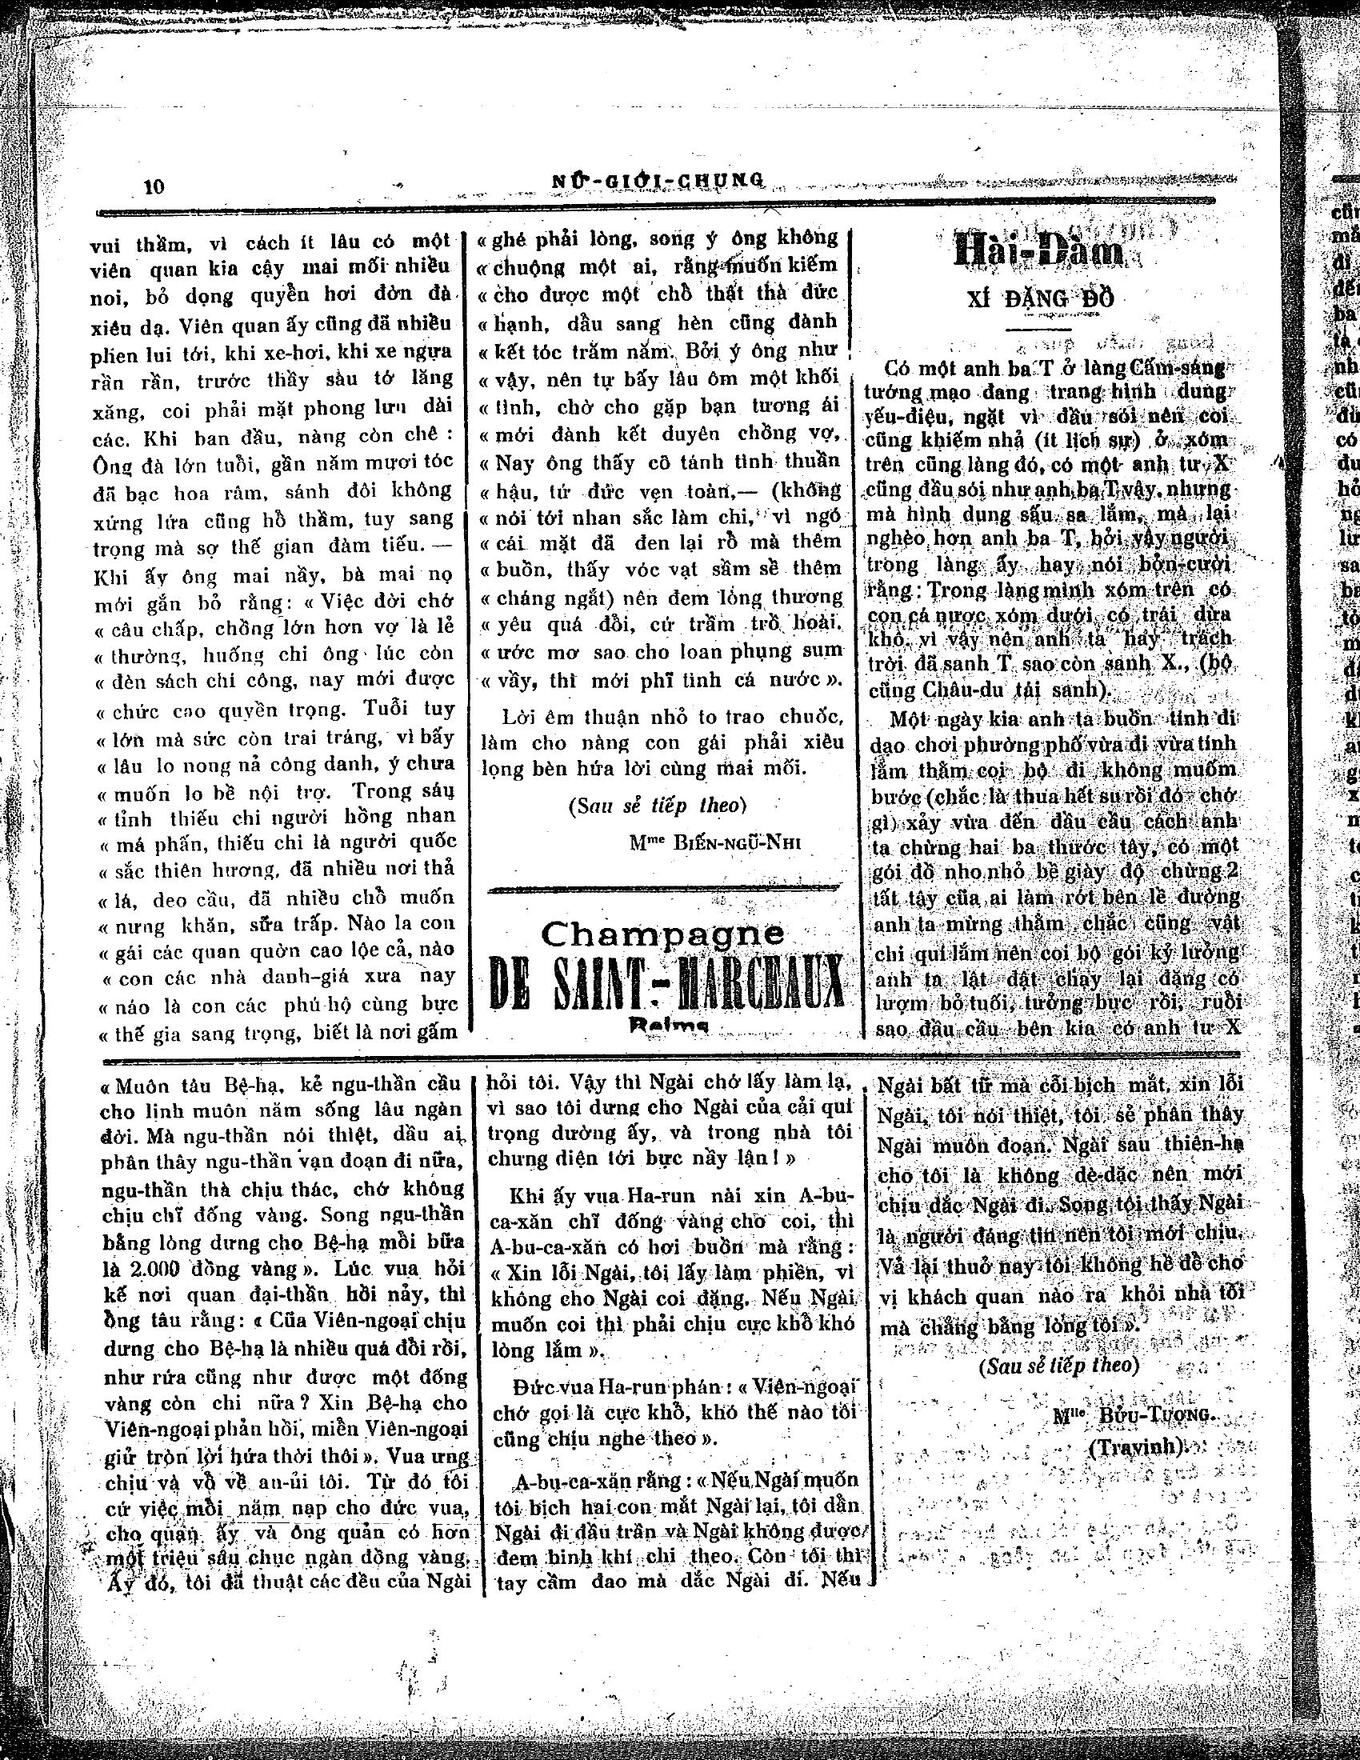 10
NỮ-GIỚI-CHUNG
vui thầm, vì cách ít lâu có một
viên quan kia cậy mai mối nhiều
noi, bỏ dọng quyền hơi đờn đà
xiêu dạ. Viên quan ấy cũng đã nhiều
phen lui tới, khi xe-hơi, khi xe ngựa
rần rần, trước thầy sàu tớ lăng
xăng, coi phải mặt phong lưu dài
các. Khi ban đầu, nàng còn chê :
Ông đà lớn tuổi, gần năm mươi tóc
đã bạc hoa râm, sánh đôi không
xứng lứa cũng hổ thầm, tuy sang
trọng mà sợ thế gian đàm tiếu. —
Khi ấy ông mai nầy, bà mai nọ
mới gắn bỏ rằng : « Việc đời chớ
« câu chấp, chồng lớn hơn vợ là lẻ
« thường, huống chi ông lúc còn
« đèn sách chí công, nay mới được
« chức cao quyền trọng. Tuổi tuy
« lớn mà sức còn trai tráng, vì bấy
« lâu lo nong nả công danh, ý chưa
« muốn lo bề nội trợ. Trong sáu
« tỉnh thiếu chi người hồng nhan
« má phấn, thiếu chi là người quốc
« sắc thiên hương, đã nhiều nơi thả
« lá, deo cầu, đã nhiều chỗ muốn
« nưng khăn, sữa trấp. Nào la con
« gái các quan quờn cao lộc cả, nào
« con các nhà danh-giá xưa nay
« náo là con các phú hộ cùng bực
« thế gia sang trọng, biết là nơi gấm
« ghé phải lòng, song ý ông không
« chuộng một ai, rằng muốn kiếm
« cho được một chỗ thật thà đức
« hạnh, dầu sang hèn cũng đành
« kết tóc trăm năm. Bởi ý ông như
« vậy, nên tự bấy lâu ôm một khối
« tình, chờ cho gặp bạn tương ái
« mới đành kết duyên chồng vợ,
« Nay ông thấy cô tánh tình thuần
« hậu, tứ đức vẹn toàn,— (không
« nói tới nhan sắc làm chi, vì ngó
« cái mặt đã đen lại rỗ mà thêm
« buồn, thấy vóc vạt sầm sề thêm
« cháng ngắt) nên đem lòng thương
« yêu quá đỗi, cứ trầm trồ hoài.
« ước mơ sao cho loan phụng sum
« vầy, thì mới phỉ tình cá nước ».
Lời êm thuận nhỏ to trao chuốc,
làm cho nàng con gái phải xiêu
lọng bèn hứa lời cùng mai mối.
(Sau sẻ tiếp theo)
Mme BIẾN-NGŨ-NHI
Champagne
DE SAINT-MARCEAUX
Reims
Hài-Đàm
XÍ ĐẶNG ĐỒ
Có một anh ba T ở làng Cấm-sáng
tướng mạo đang trang hình dung
yếu-điệu, ngặt vì đầu sói nên coi
cũng khiếm nhả (ít lịch sự) ở xóm
trên cũng làng đó, có một anh tư X
cũng đầu sói như anh ba T vậy, nhưng
mà hình dung sấu sa lắm, mà lại
nghèo hơn anh ba T, bởi vậy người
trong làng ấy hay nói bởn-cười
rằng : Trong làng mình xóm trên có
con cá nược xóm dưới có trái dừa
khô, vì vậy nên anh ta hay trách
trời đã sanh T sao còn sanh X., (bộ
cũng Châu-du tái sanh).
Một ngày kia anh ta buồn tình đi
dạo chơi phường phố vừa đi vừa tính
lầm thầm coi bộ đi không muốm
bước (chắc là thua hết su rồi đó chớ
gì) xảy vừa đến đầu cầu cách anh
ta chừng hai ba thước tây, có một
gói đồ nho nhỏ bề giày độ chừng 2
tất tây của ai làm rớt bên lề đường
anh ta mừng thầm chắc cũng vật
chi quí lắm nên coi bộ gói kỷ lưởng
anh ta lật đật chạy lại đặng có
lượm bỏ tuối, tưởng bực rồi, ruổi
sao đầu cầu bên kia có anh tư X
« Muôn tâu Bệ-hạ, kẻ ngu-thần cầu
cho linh muôn năm sống lâu ngàn
đời. Mà ngu-thần nói thiệt, dầu ai
phân thây ngu-thần vạn đoạn đi nữa,
ngu-thần thà chịu thác, chớ không
chịu chỉ đống vàng. Song ngu-thần
bằng lòng dưng cho Bệ-hạ mỗi bữa
là 2.000 đồng vàng ». Lúc vua hỏi
kế nơi quan đại-thần hồi nảy, thì
ổng tâu rằng : « Của Viên-ngoại chịu
dưng cho Bệ-hạ là nhiều quá đỗi rồi,
như rứa cũng như được một đống
vàng còn chi nữa ? Xin Bệ-hạ cho
Viên-ngoại phản hồi, miễn Viên-ngoại
giử tròn lời hứa thời thôi ». Vua ưng
chịu và vổ về an-ủi tôi. Từ đó tôi
cứ việc mỗi năm nạp cho đức vua,
cho quan ấy và ông quản có hơn
một triệu sáu chục ngàn đồng vàng.
Ấy đó, tôi đã thuật các đều của Ngài
hỏi tôi. Vậy thì Ngài chớ lấy làm lạ,
vì sao tôi dưng cho Ngài của cải quí
trọng dường ấy, và trong nhà tôi
chưng diện tới bực nầy lận ! »
Khi ấy vua Ha-run nài xin A-bu-
ca-xăn chỉ đống vàng cho coi, thì
A-bu-ca-xăn có hơi buồn mà rằng :
« Xin lỗi Ngài, tôi lấy làm phiền, vì
không cho Ngài coi đặng. Nếu Ngài
muốn coi thì phải chịu cực khổ khó
lòng lắm ».
Đức vua Ha-run phán : « Viên-ngoại
chớ gọi là cực khổ, khó thế nào tôi
cũng chịu nghe theo ».
A-bu-ca-xăn rằng : « Nếu Ngài muốn
tôi bịch hai con mắt Ngài lại, tôi dẫn
Ngài đi đầu trần và Ngài không được
đem binh khí chi theo. Còn tôi thì
tay cầm dao mà dắc Ngài đi. Nếu
Ngài bất tử mà cỗi bịch mắt, xin lỗi
Ngài, tôi nói thiệt, tôi sẻ phân thây
Ngài muôn đoạn. Ngài sau thiên-hạ
cho tôi là không dè-dặc nên mới
chịu dắc Ngài đi. Song tôi thấy Ngài
là người đáng tin nên tôi mới chịu.
Vả lại thuở nay tôi không hề để cho
vị khách quan nào ra khỏi nhà tôi
mà chẳng bằng lòng tôi ».
(Sau sẻ tiếp theo)
Mlle BỬU-TƯỢNG.
(Travinh).